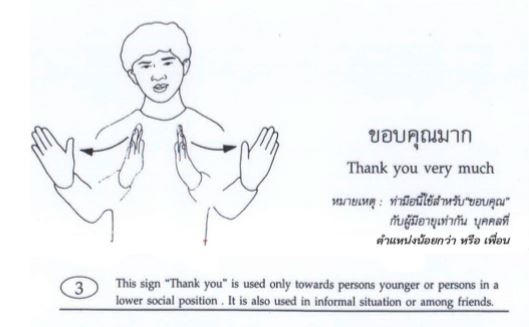 ขอบคุณมาก
Thank you very much
หมายเหตุ : ท่ามือนี้ใช้สำหรับ"ขอบคุณ"
กับผู้มีอายุเท่ากัน บุคคลที่
ตำแหน่งน้อยกว่า หรือ เพื่อน
3 This sign "Thank you" is used only towards persons younger or persons in a
lower social position . It is also used in informal situation or among friends.